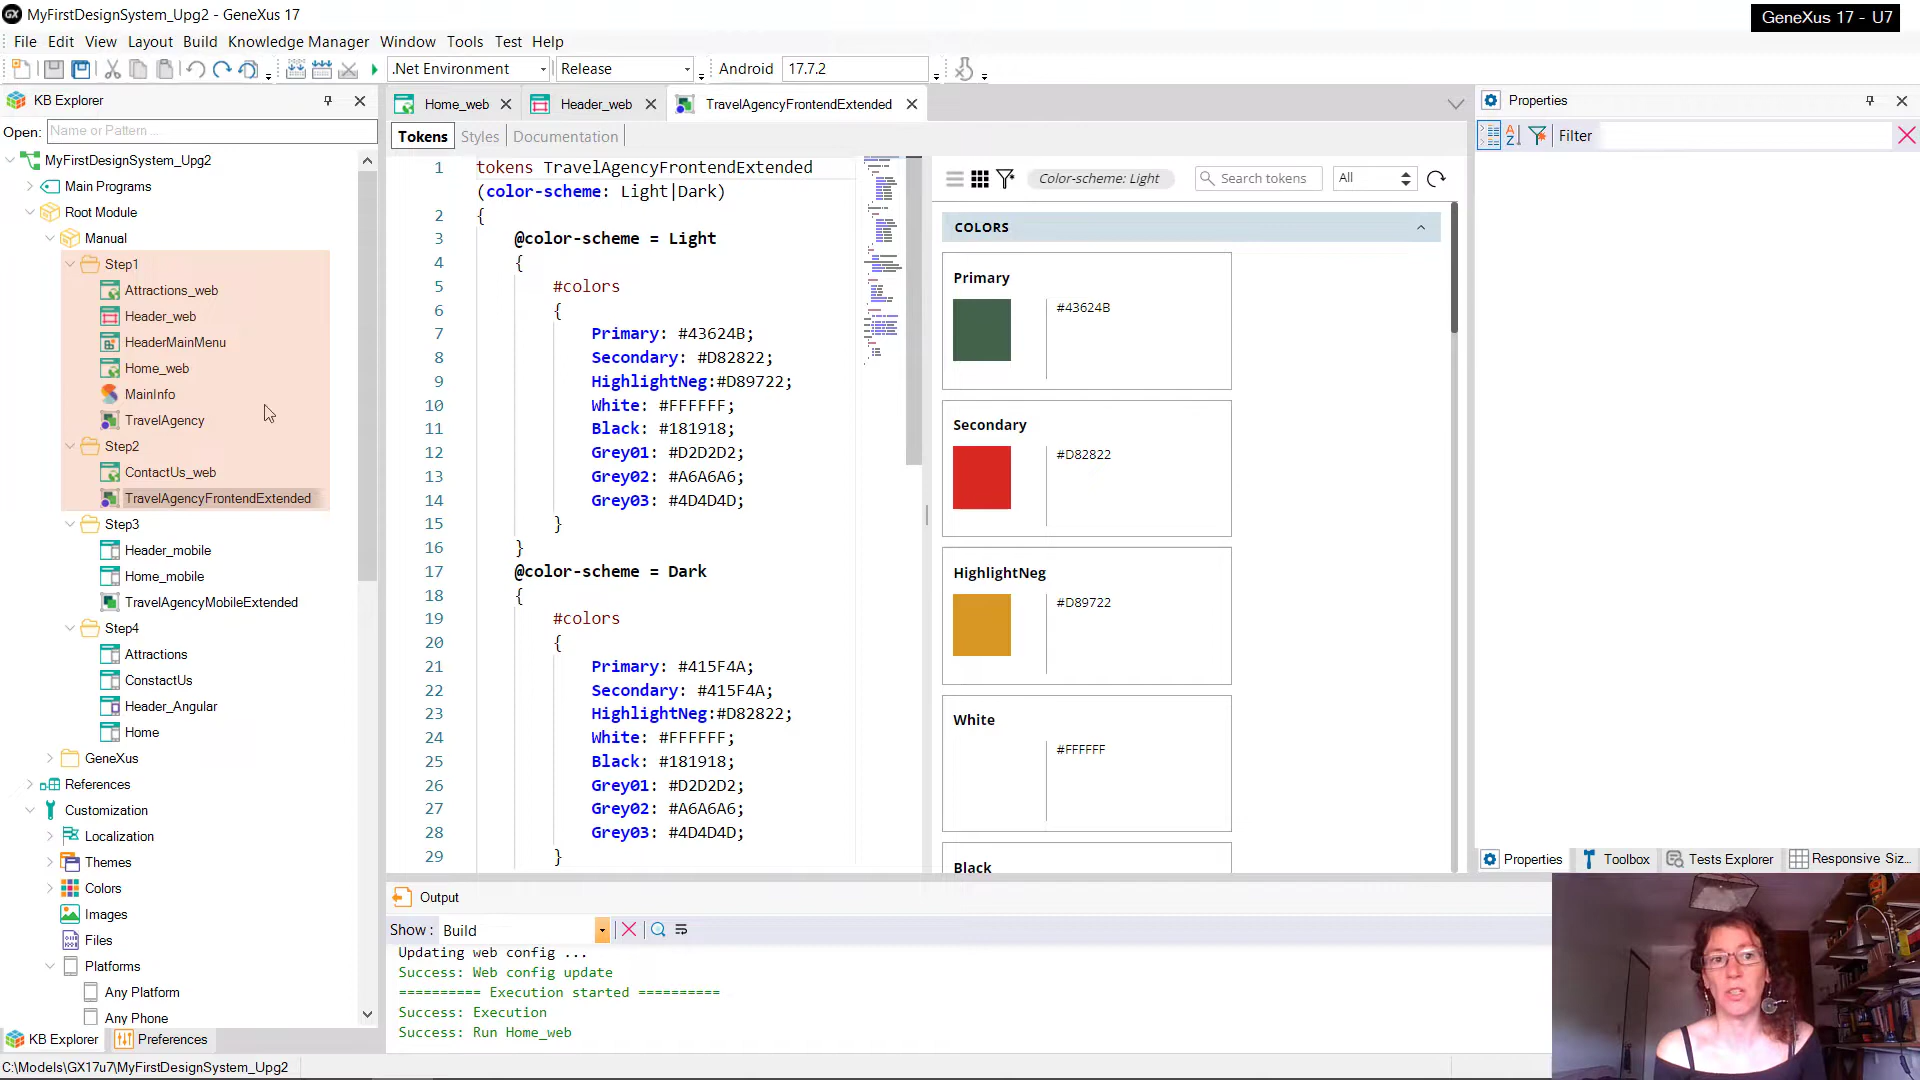 MyFirstDesignSystem_Upg2 - GeneXus 17
GeneXus 17 - U7
File Edit View Layout Build Knowledge Manager Window Tools Test Help
.Net Environment Release Android 17.7.2
KB Explorer
Open: Name or Pattern ...
MyFirstDesignSystem_Upg2
Main Programs
Root Module
Manual
Step1
Attractions_web
Header_web
HeaderMainMenu
Home_web
MainInfo
TravelAgency
Step2
ContactUs_web
TravelAgencyFrontendExtended
Step3
Header_mobile
Home_mobile
TravelAgencyMobileExtended
Step4
Attractions
ConstactUs
Header_Angular
Home
GeneXus
References
Customization
Localization
Themes
Colors
Images
Files
Platforms
Any Platform
Any Phone
KB Explorer Preferences
C:\Models\GX17u7\MyFirstDesignSystem_Upg2
Home_web Header_web TravelAgencyFrontendExtended
Tokens Styles Documentation
1 tokens TravelAgencyFrontendExtended
(color-scheme: Light|Dark)
2 {
3 @color-scheme = Light
4 {
5 #colors
6 {
7 Primary: #43624B;
8 Secondary: #D82822;
9 HighlightNeg:#D89722;
10 White: #FFFFFF;
11 Black: #181918;
12 Grey01: #D2D2D2;
13 Grey02: #A6A6A6;
14 Grey03: #4D4D4D;
15 }
16 }
17 @color-scheme = Dark
18 {
19 #colors
20 {
21 Primary: #415F4A;
22 Secondary: #415F4A;
23 HighlightNeg:#D82822;
24 White: #FFFFFF;
25 Black: #181918;
26 Grey01: #D2D2D2;
27 Grey02: #A6A6A6;
28 Grey03: #4D4D4D;
29 }
Color-scheme: Light Search tokens All
COLORS
Primary
#43624B
Secondary
#D82822
HighlightNeg
#D89722
White
#FFFFFF
Black
Output
Show: Build
Updating web config ...
Success: Web config update
========== Execution started ==========
Success: Execution
Success: Run Home_web
Properties
Filter
Properties Toolbox Tests Explorer Responsive Siz...